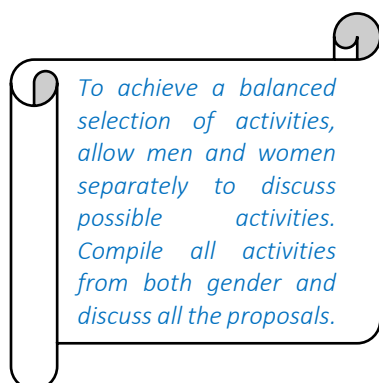 To achieve a balanced
selection of activities,
allow men and women
separately to discuss
possible activities.
Compile all activities
from both gender and
discuss all the proposals.